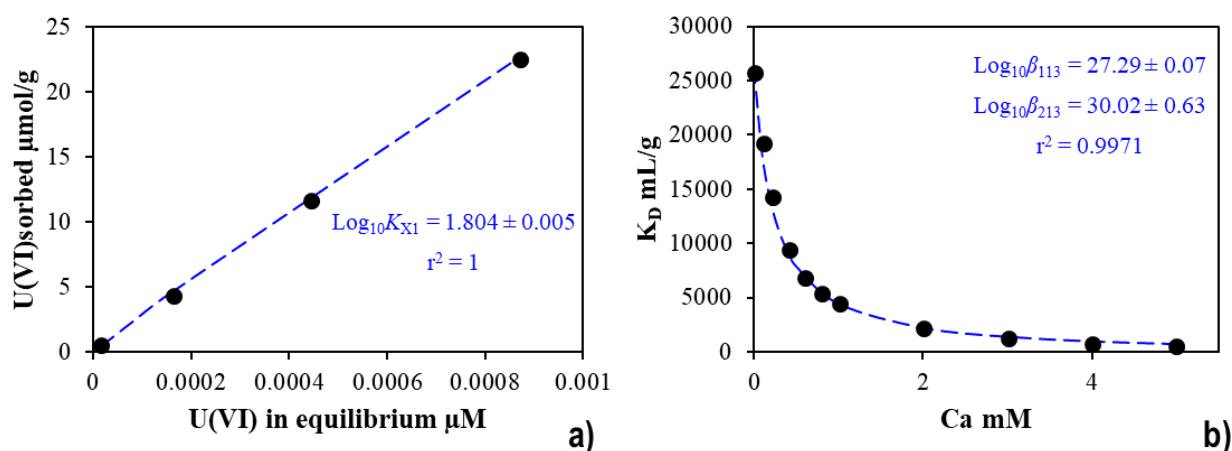 25
20
15
10
5
0
U(VI)sorbed μmol/g
Log₁₀K_X1 = 1.804 ± 0.005
r² = 1
0 0.0002 0.0004 0.0006 0.0008 0.001
U(VI) in equilibrium μM
a)
30000
25000
20000
15000
10000
5000
0
K_D mL/g
Log₁₀β₁₁₃ = 27.29 ± 0.07
Log₁₀β₂₁₃ = 30.02 ± 0.63
r² = 0.9971
0 2 4
Ca mM
b)